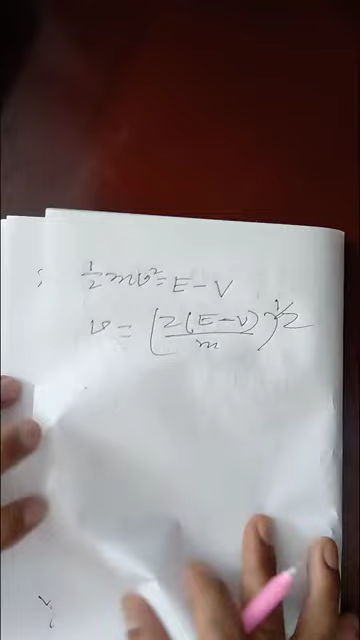 ; ½mv² = E - V
v = (2(E-V)/m)^1/2